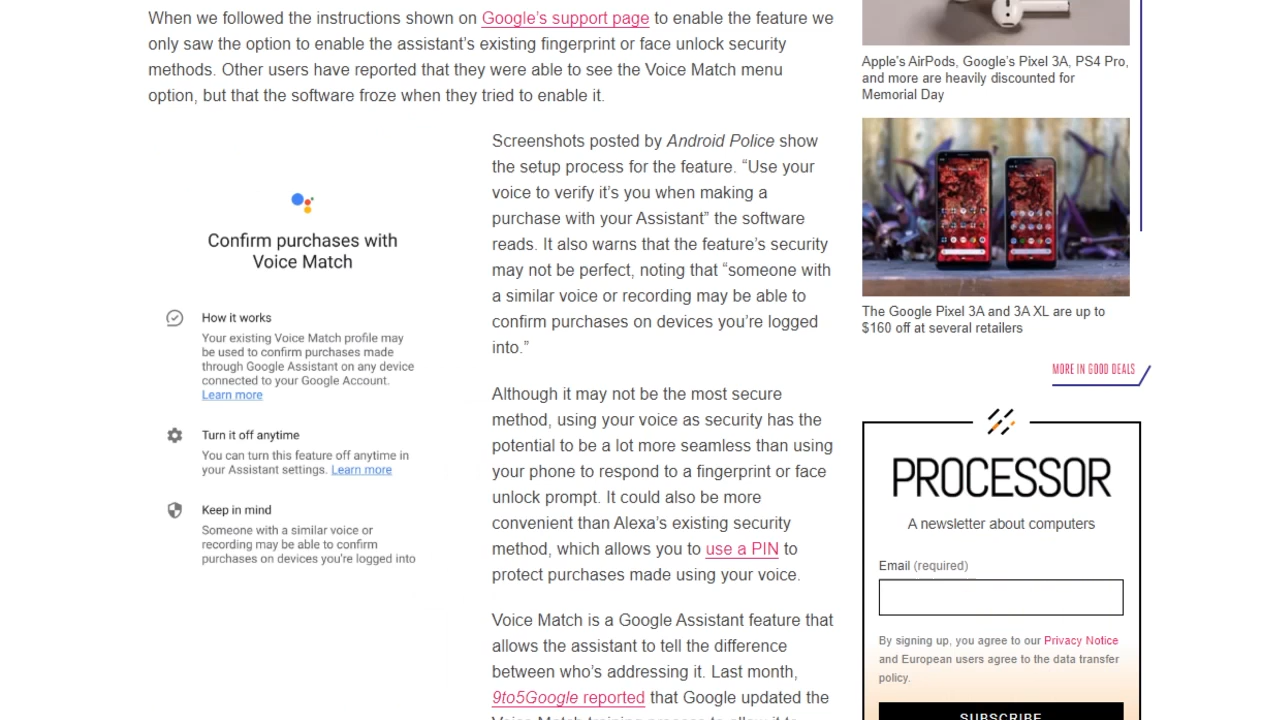 When we followed the instructions shown on Google’s support page to enable the feature we
only saw the option to enable the assistant’s existing fingerprint or face unlock security
methods. Other users have reported that they were able to see the Voice Match menu
option, but that the software froze when they tried to enable it.
Confirm purchases with
Voice Match
How it works
Your existing Voice Match profile may
be used to confirm purchases made
through Google Assistant on any device
connected to your Google Account.
Learn more
Turn it off anytime
You can turn this feature off anytime in
your Assistant settings. Learn more
Keep in mind
Someone with a similar voice or
recording may be able to confirm
purchases on devices you're logged into
Screenshots posted by Android Police show
the setup process for the feature. “Use your
voice to verify it’s you when making a
purchase with your Assistant” the software
reads. It also warns that the feature’s security
may not be perfect, noting that “someone with
a similar voice or recording may be able to
confirm purchases on devices you’re logged
into.”
Although it may not be the most secure
method, using your voice as security has the
potential to be a lot more seamless than using
your phone to respond to a fingerprint or face
unlock prompt. It could also be more
convenient than Alexa’s existing security
method, which allows you to use a PIN to
protect purchases made using your voice.
Voice Match is a Google Assistant feature that
allows the assistant to tell the difference
between who’s addressing it. Last month,
9to5Google reported that Google updated the
Voice Match training process to allow it to
Apple’s AirPods, Google’s Pixel 3A, PS4 Pro,
and more are heavily discounted for
Memorial Day
The Google Pixel 3A and 3A XL are up to
$160 off at several retailers
MORE IN GOOD DEALS
PROCESSOR
A newsletter about computers
Email (required)
By signing up, you agree to our Privacy Notice
and European users agree to the data transfer
policy.
SUBSCRIBE